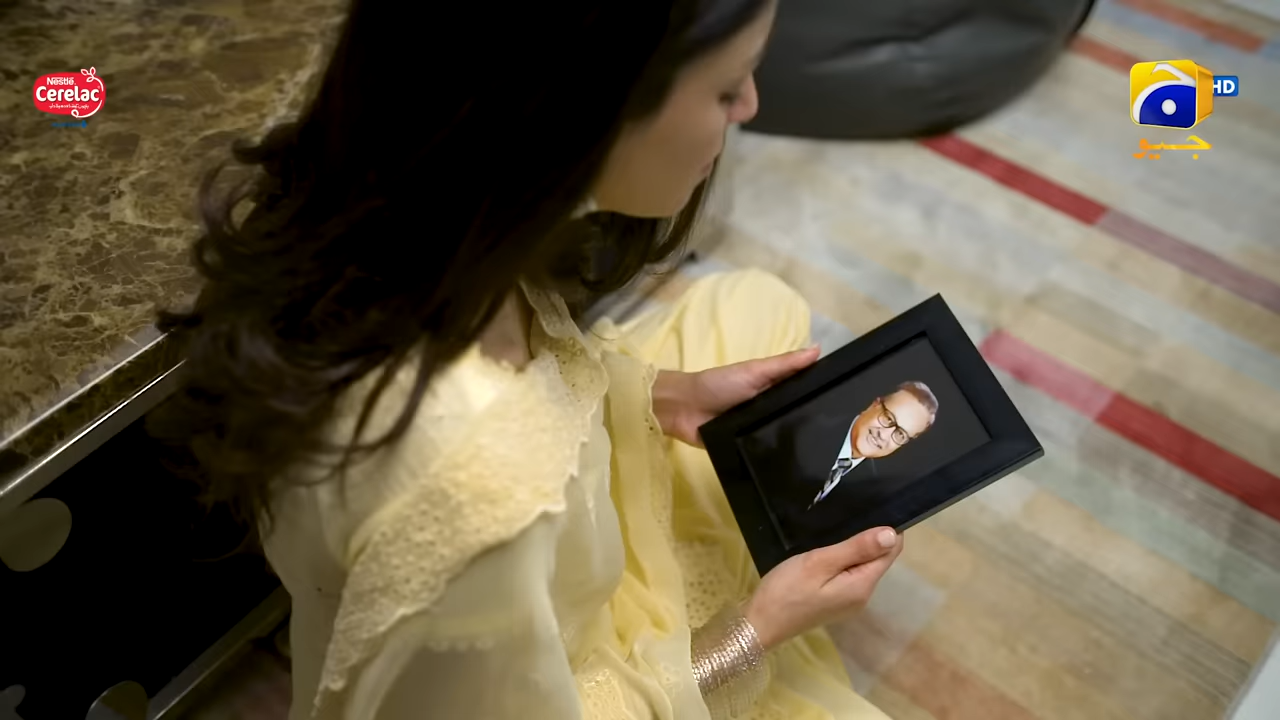 Nestlé
Cerelac
HD
جیو